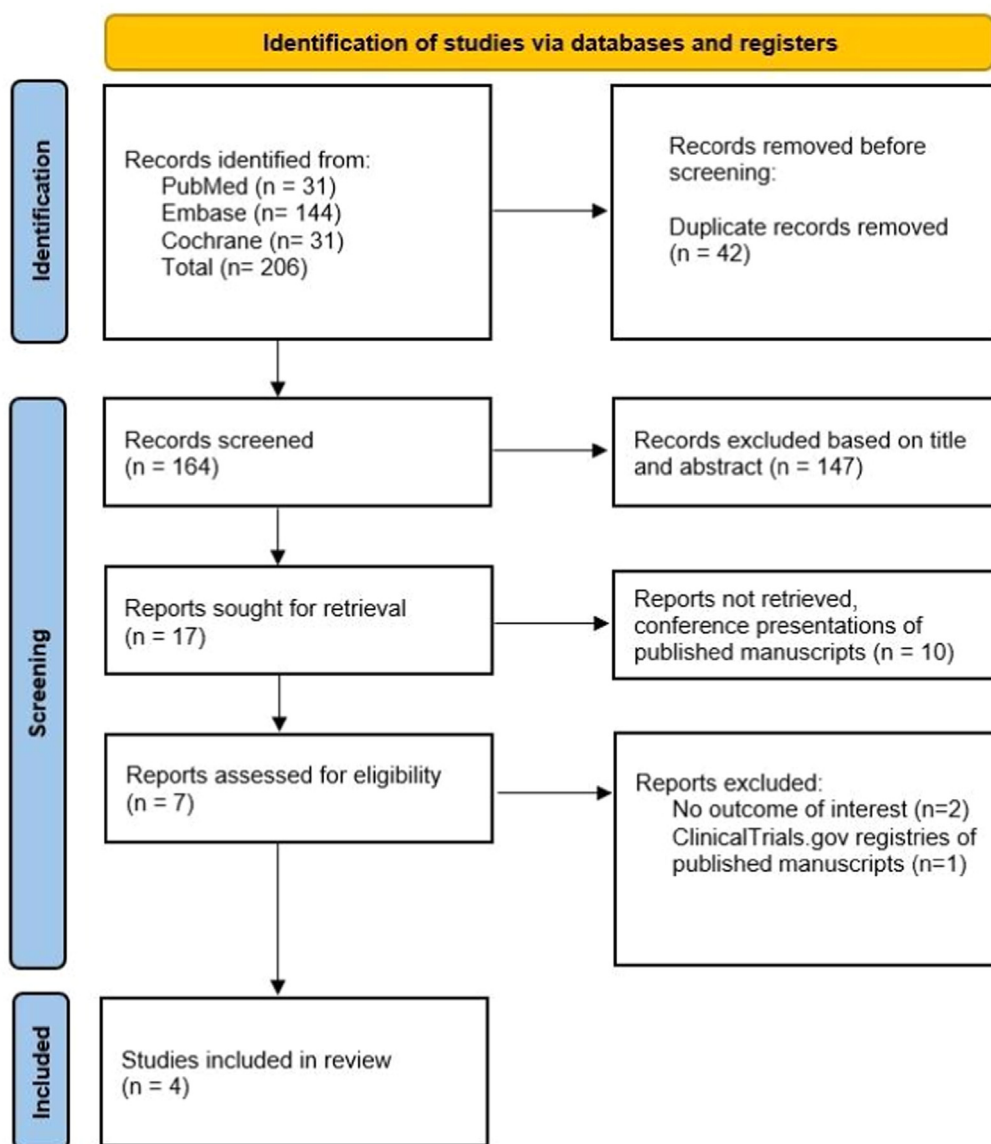 Identification of studies via databases and registers
Identification
Records identified from:
PubMed (n = 31)
Embase (n= 144)
Cochrane (n= 31)
Total (n= 206)
Records removed before
screening:
Duplicate records removed
(n = 42)
Screening
Records screened
(n = 164)
Records excluded based on title
and abstract (n = 147)
Reports sought for retrieval
(n = 17)
Reports not retrieved,
conference presentations of
published manuscripts (n = 10)
Reports assessed for eligibility
(n = 7)
Reports excluded:
No outcome of interest (n=2)
ClinicalTrials.gov registries of
published manuscripts (n=1)
Included
Studies included in review
(n = 4)